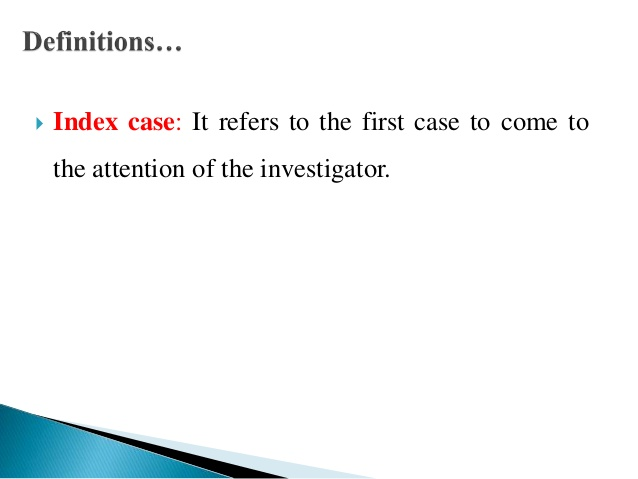 Definitions…
Index case: It refers to the first case to come to
the attention of the investigator.